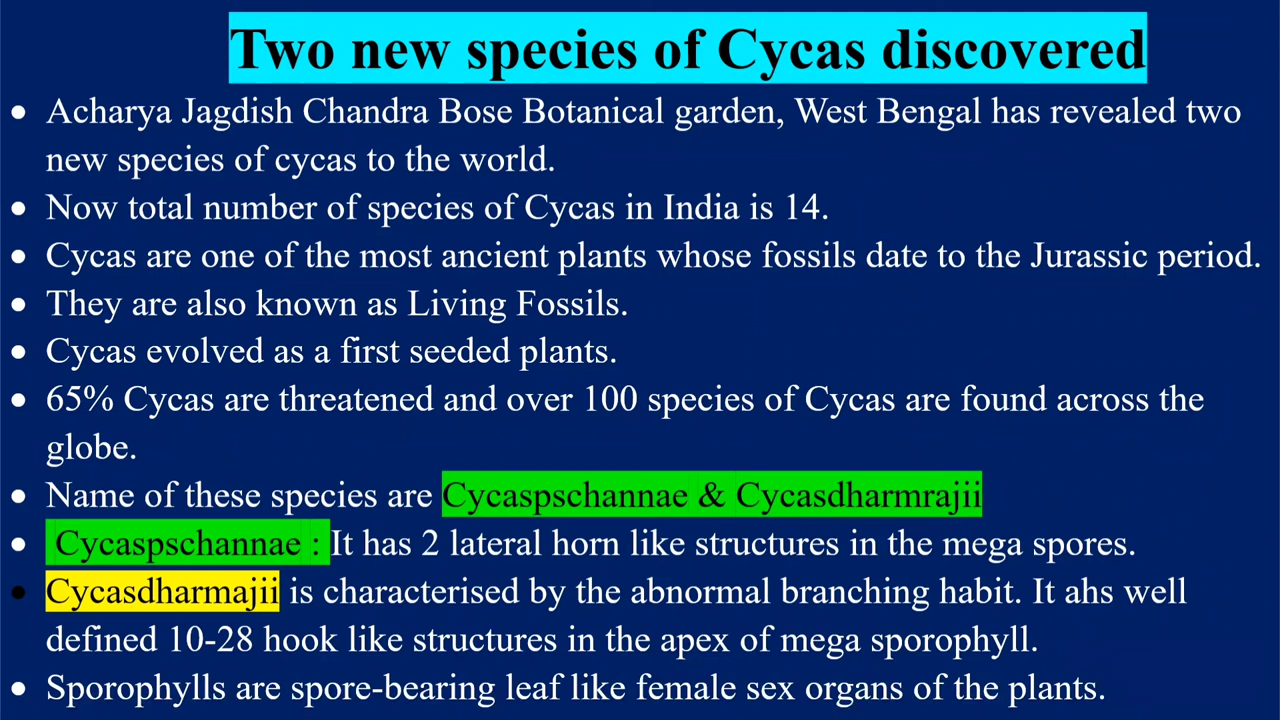 Two new species of Cycas discovered
• Acharya Jagdish Chandra Bose Botanical garden, West Bengal has revealed two
new species of cycas to the world.
• Now total number of species of Cycas in India is 14.
• Cycas are one of the most ancient plants whose fossils date to the Jurassic period.
• They are also known as Living Fossils.
• Cycas evolved as a first seeded plants.
• 65% Cycas are threatened and over 100 species of Cycas are found across the
globe.
• Name of these species are Cycaspschannae & Cycasdharmrajii
• Cycaspschannae : It has 2 lateral horn like structures in the mega spores.
• Cycasdharmajii is characterised by the abnormal branching habit. It ahs well
defined 10-28 hook like structures in the apex of mega sporophyll.
• Sporophylls are spore-bearing leaf like female sex organs of the plants.